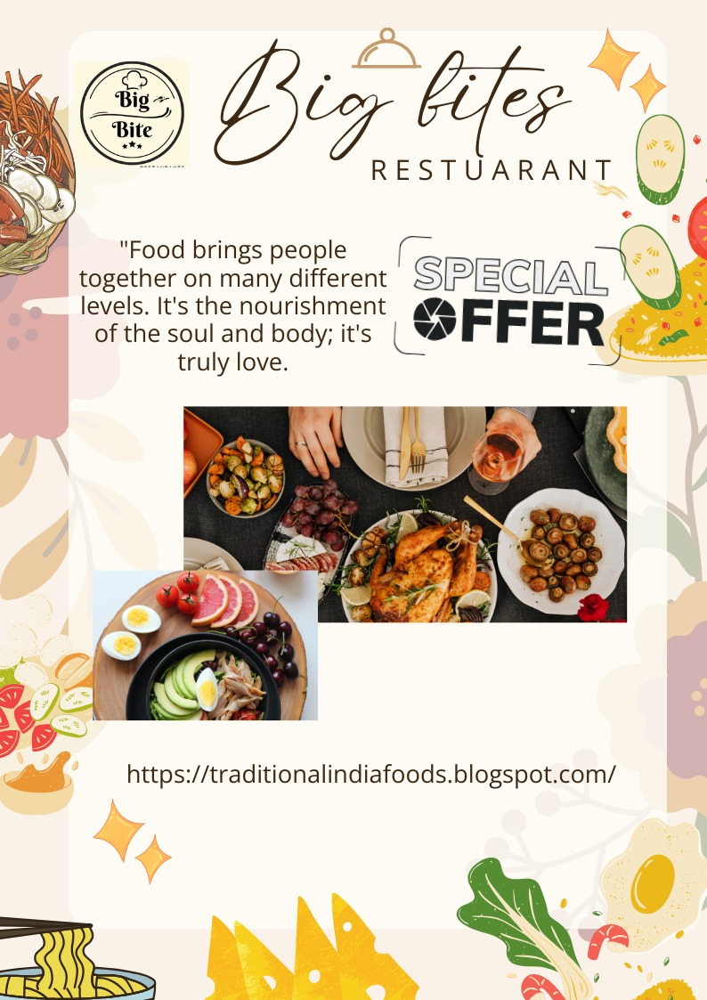 Big
Bite
Big bites
RESTUARANT
"Food brings people
together on many different
levels. It's the nourishment
of the soul and body; it's
truly love.
SPECIAL
OFFER
https://traditionalindiafoods.blogspot.com/